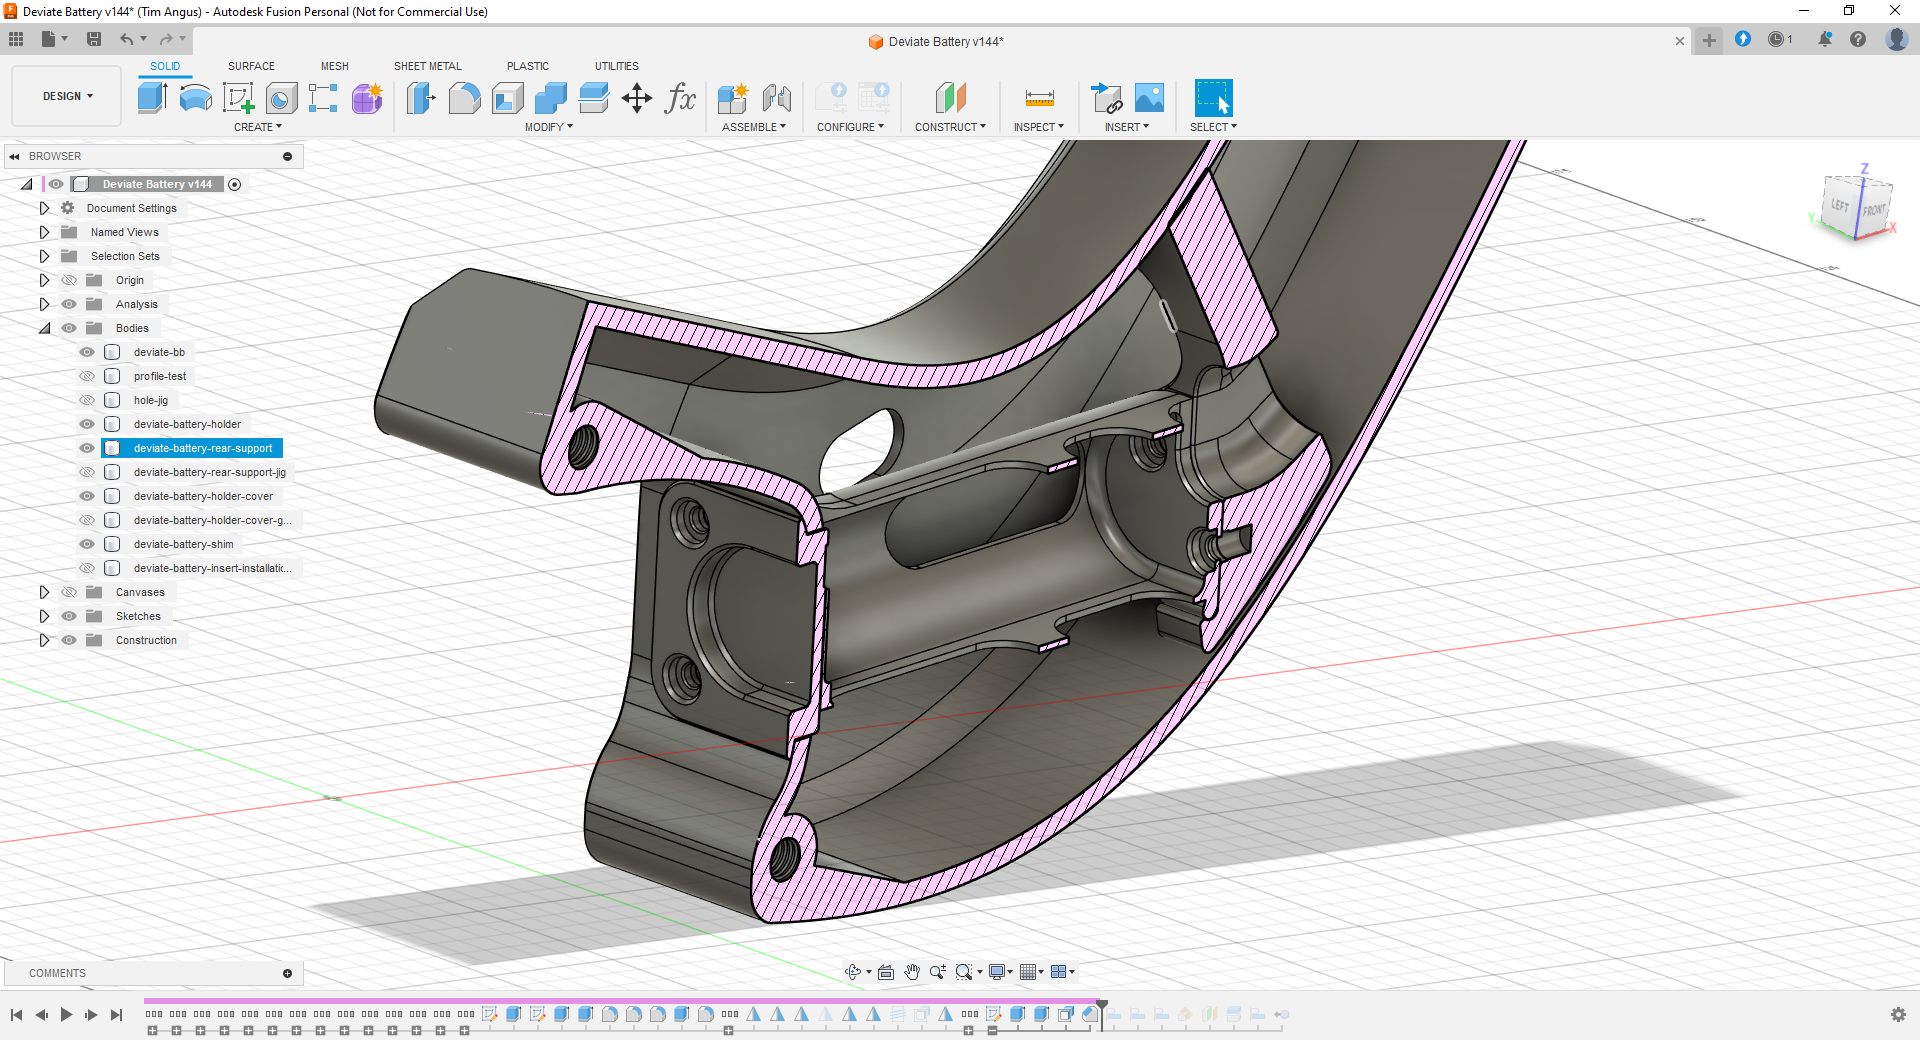 Deviate Battery v144* (Tim Angus) - Autodesk Fusion Personal (Not for Commercial Use)
Deviate Battery v144*
1
DESIGN
SOLID
SURFACE
MESH
SHEET METAL
PLASTIC
UTILITIES
fx
CREATE
MODIFY
ASSEMBLE
CONFIGURE
CONSTRUCT
INSPECT
INSERT
SELECT
BROWSER
Deviate Battery v144
Document Settings
Named Views
Selection Sets
Origin
Analysis
Bodies
deviate-bb
profile-test
hole-jig
deviate-battery-holder
deviate-battery-rear-support
deviate-battery-rear-support-jig
deviate-battery-holder-cover
deviate-battery-holder-cover-g...
deviate-battery-shim
deviate-battery-insert-installatic...
Canvases
Sketches
Construction
Z
LEFT
FRONT
Y
X
COMMENTS